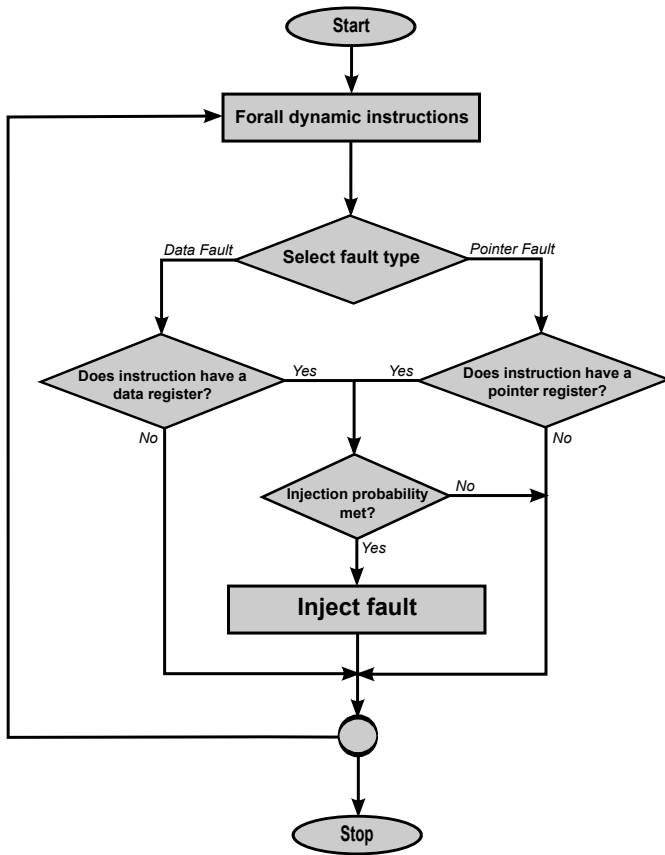 Start
Forall dynamic instructions
Data Fault
Select fault type
Pointer Fault
Does instruction have a
data register?
Yes
Yes
Does instruction have a
pointer register?
No
No
Injection probability
met?
No
Yes
Inject fault
Stop